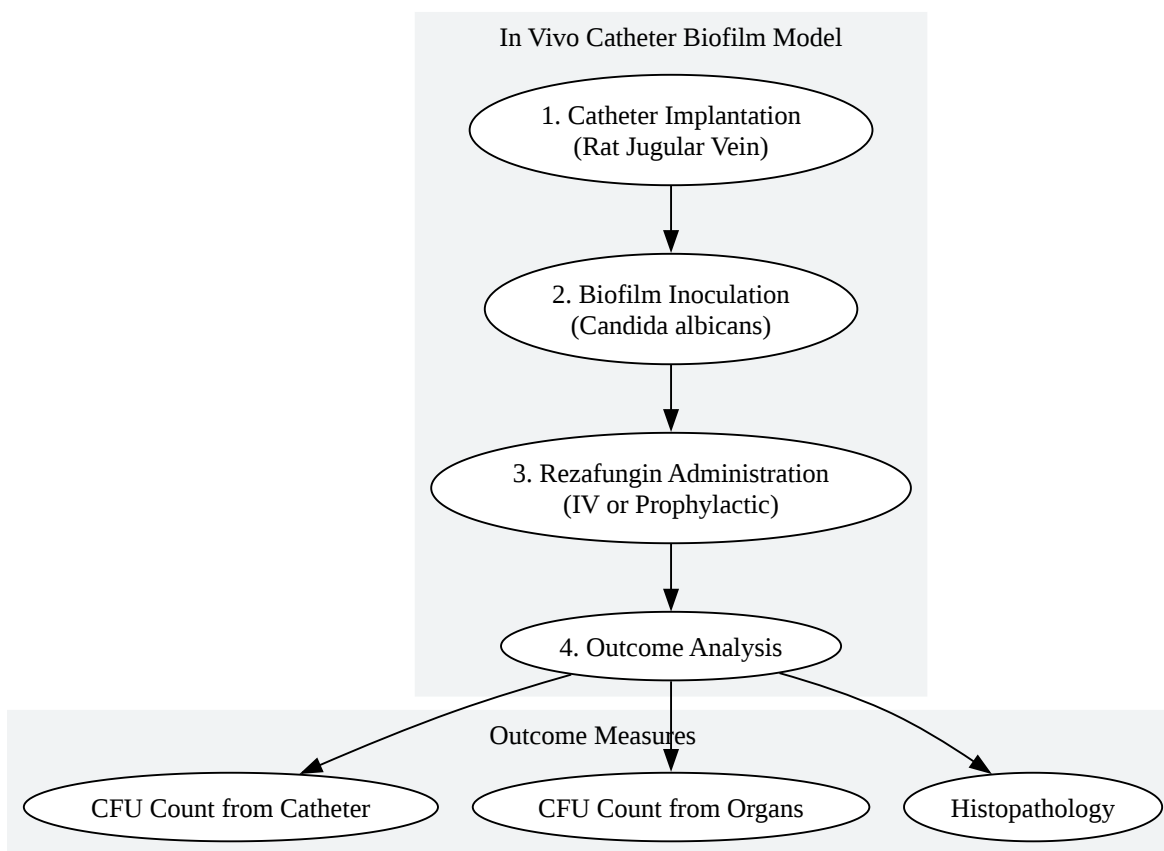 In Vivo Catheter Biofilm Model
1. Catheter Implantation
(Rat Jugular Vein)
2. Biofilm Inoculation
(Candida albicans)
3. Rezafungin Administration
(IV or Prophylactic)
4. Outcome Analysis
Outcome Measures
CFU Count from Catheter
CFU Count from Organs
Histopathology